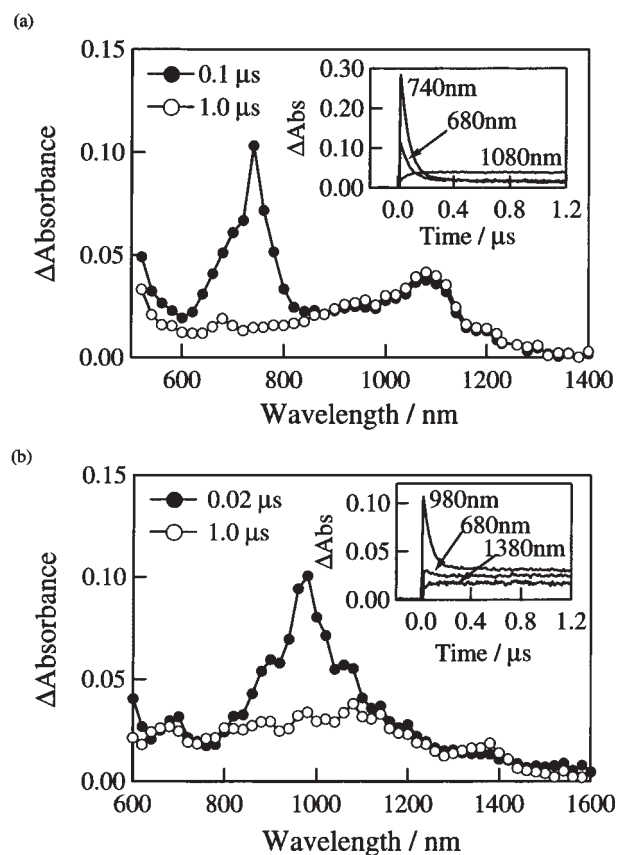 (a)
0.15
0.10
0.05
0.00
ΔAbsorbance
0.1 μs
1.0 μs
0.30
0.20
0.10
0.00
ΔAbs
740nm
680nm
1080nm
0.0 0.4 0.8 1.2
Time / μs
600 800 1000 1200 1400
Wavelength / nm
(b)
0.15
0.10
0.05
0.00
ΔAbsorbance
0.02 μs
1.0 μs
0.10
0.05
0.00
ΔAbs
980nm
680nm
1380nm
0.0 0.4 0.8 1.2
Time / μs
600 800 1000 1200 1400 1600
Wavelength / nm